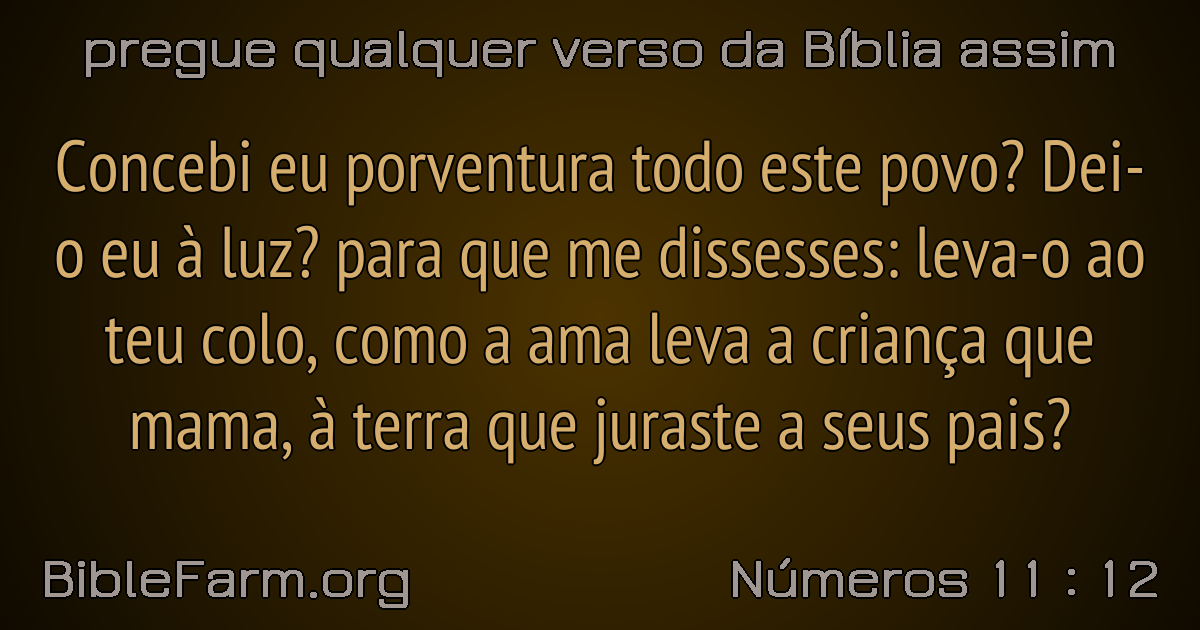 pregue qualquer verso da Bíblia assim
Concebi eu porventura todo este povo? Dei-
o eu à luz? para que me dissesses: leva-o ao
teu colo, como a ama leva a criança que
mama, à terra que juraste a seus pais?
BibleFarm.org
Números 11 : 12